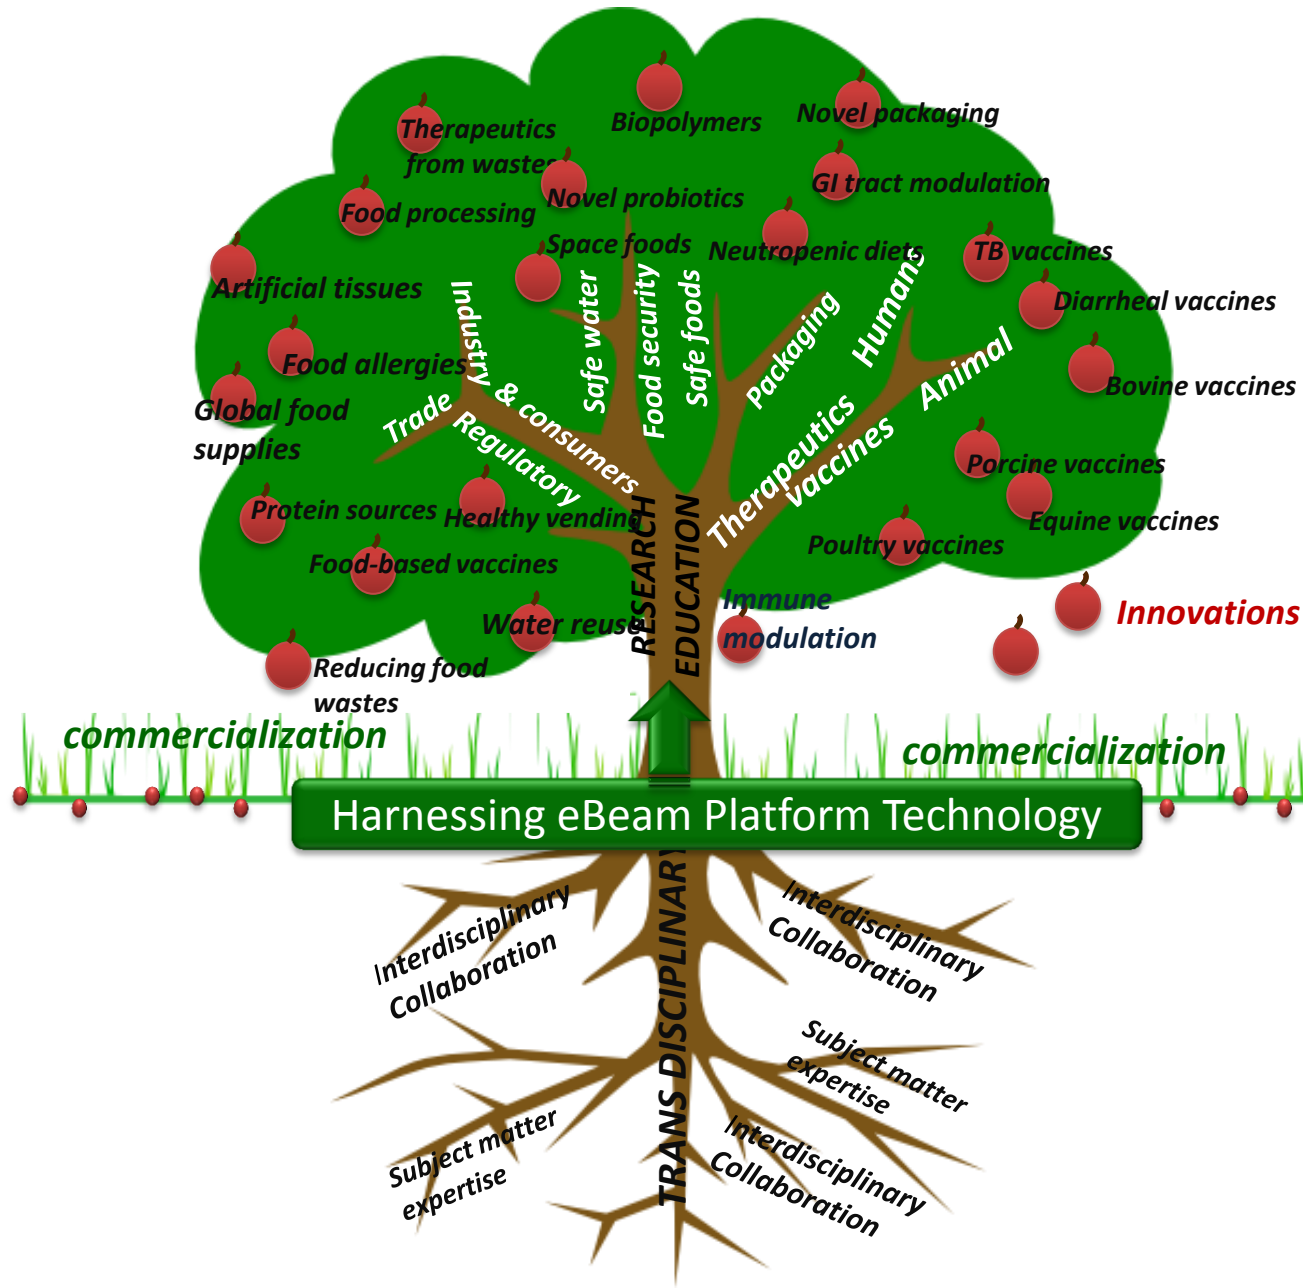 Biopolymers
Novel packaging
Therapeutics
from wastes
GI tract modulation
Novel probiotics
Food processing
Space foods
Neutropenic diets
TB vaccines
Artificial tissues
Diarrheal vaccines
Industry
& consumers
Safe water
Food security
Safe foods
Packaging
Humans
Animal
Food allergies
Bovine vaccines
Global food
supplies
Trade
Regulatory
Therapeutics
vaccines
Porcine vaccines
Protein sources
Healthy vending
Equine vaccines
Poultry vaccines
Food-based vaccines
RESEARCH
EDUCATION
Immune
modulation
Innovations
Water reuse
Reducing food
wastes
commercialization
commercialization
Harnessing eBeam Platform Technology
TRANS DISCIPLINARY
Interdisciplinary
Collaboration
Interdisciplinary
Collaboration
Subject matter
expertise
Subject matter
expertise
Interdisciplinary
Collaboration